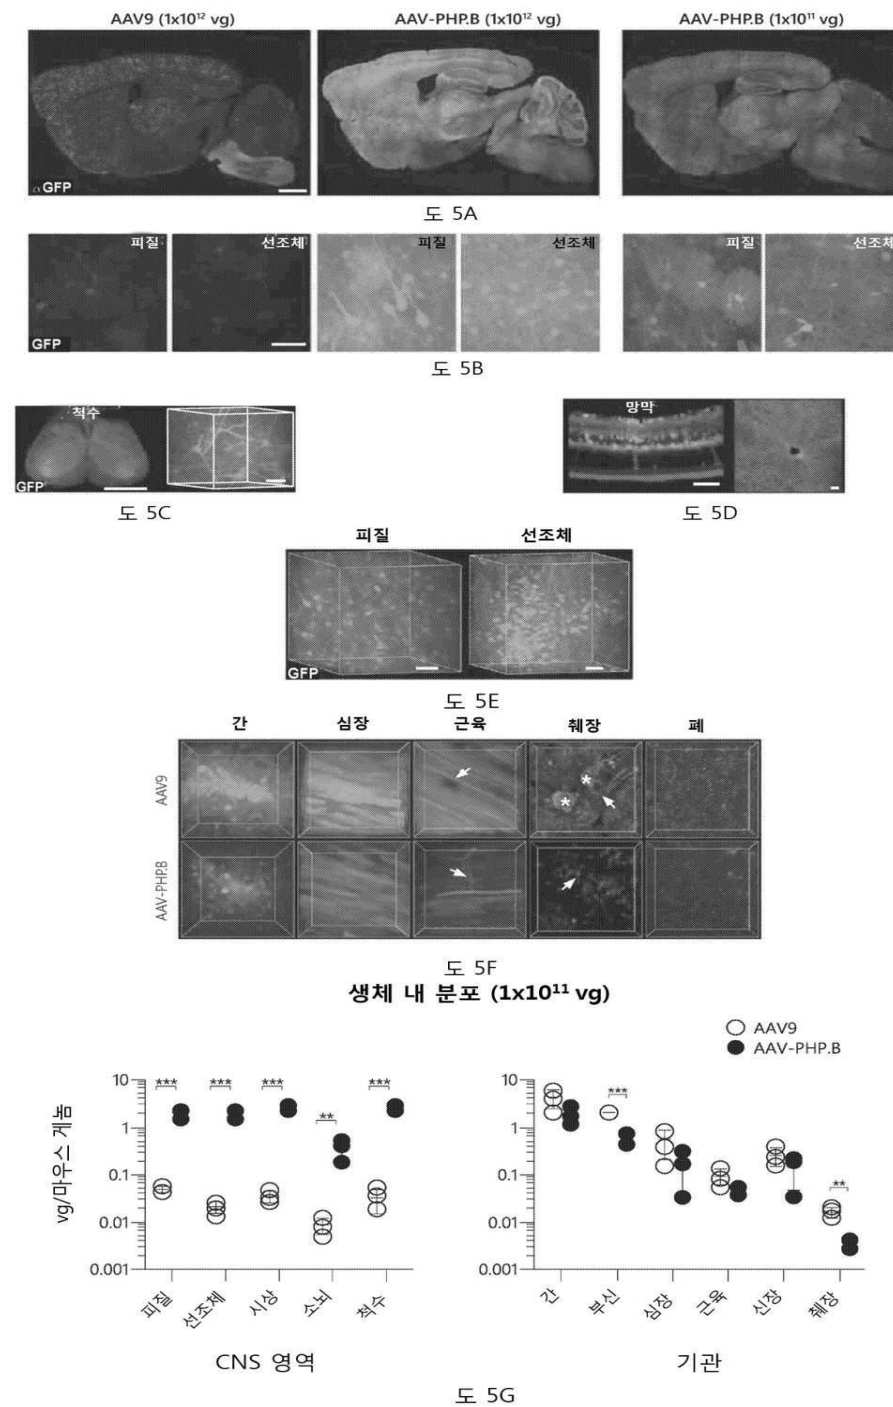 AAV9 (1x10¹² vg) AAV-PHP.B (1x10¹² vg) AAV-PHP.B (1x10¹¹ vg)
αGFP
도 5A
피질 선조체 피질 선조체 피질 선조체
GFP
도 5B
척수
GFP
도 5C
망막
도 5D
피질 선조체
GFP
도 5E
간 심장 근육 췌장 폐
AAV9
* *
AAV-PHP.B
도 5F
생체 내 분포 (1x10¹¹ vg)
AAV9
AAV-PHP.B
vg/마우스 게놈
*** *** *** ** ***
10
1
0.1
0.01
0.001
피질 선조체 시상 소뇌 척수
CNS 영역
*** **
10
1
0.1
0.01
0.001
간 부신 심장 근육 신장 췌장
기관
도 5G